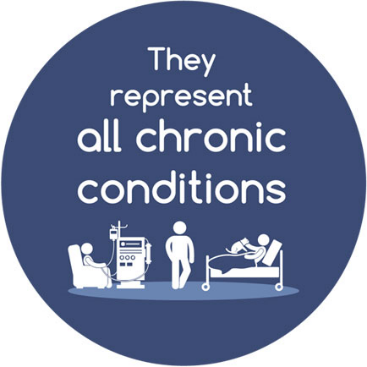 They
represent
all chronic
conditions